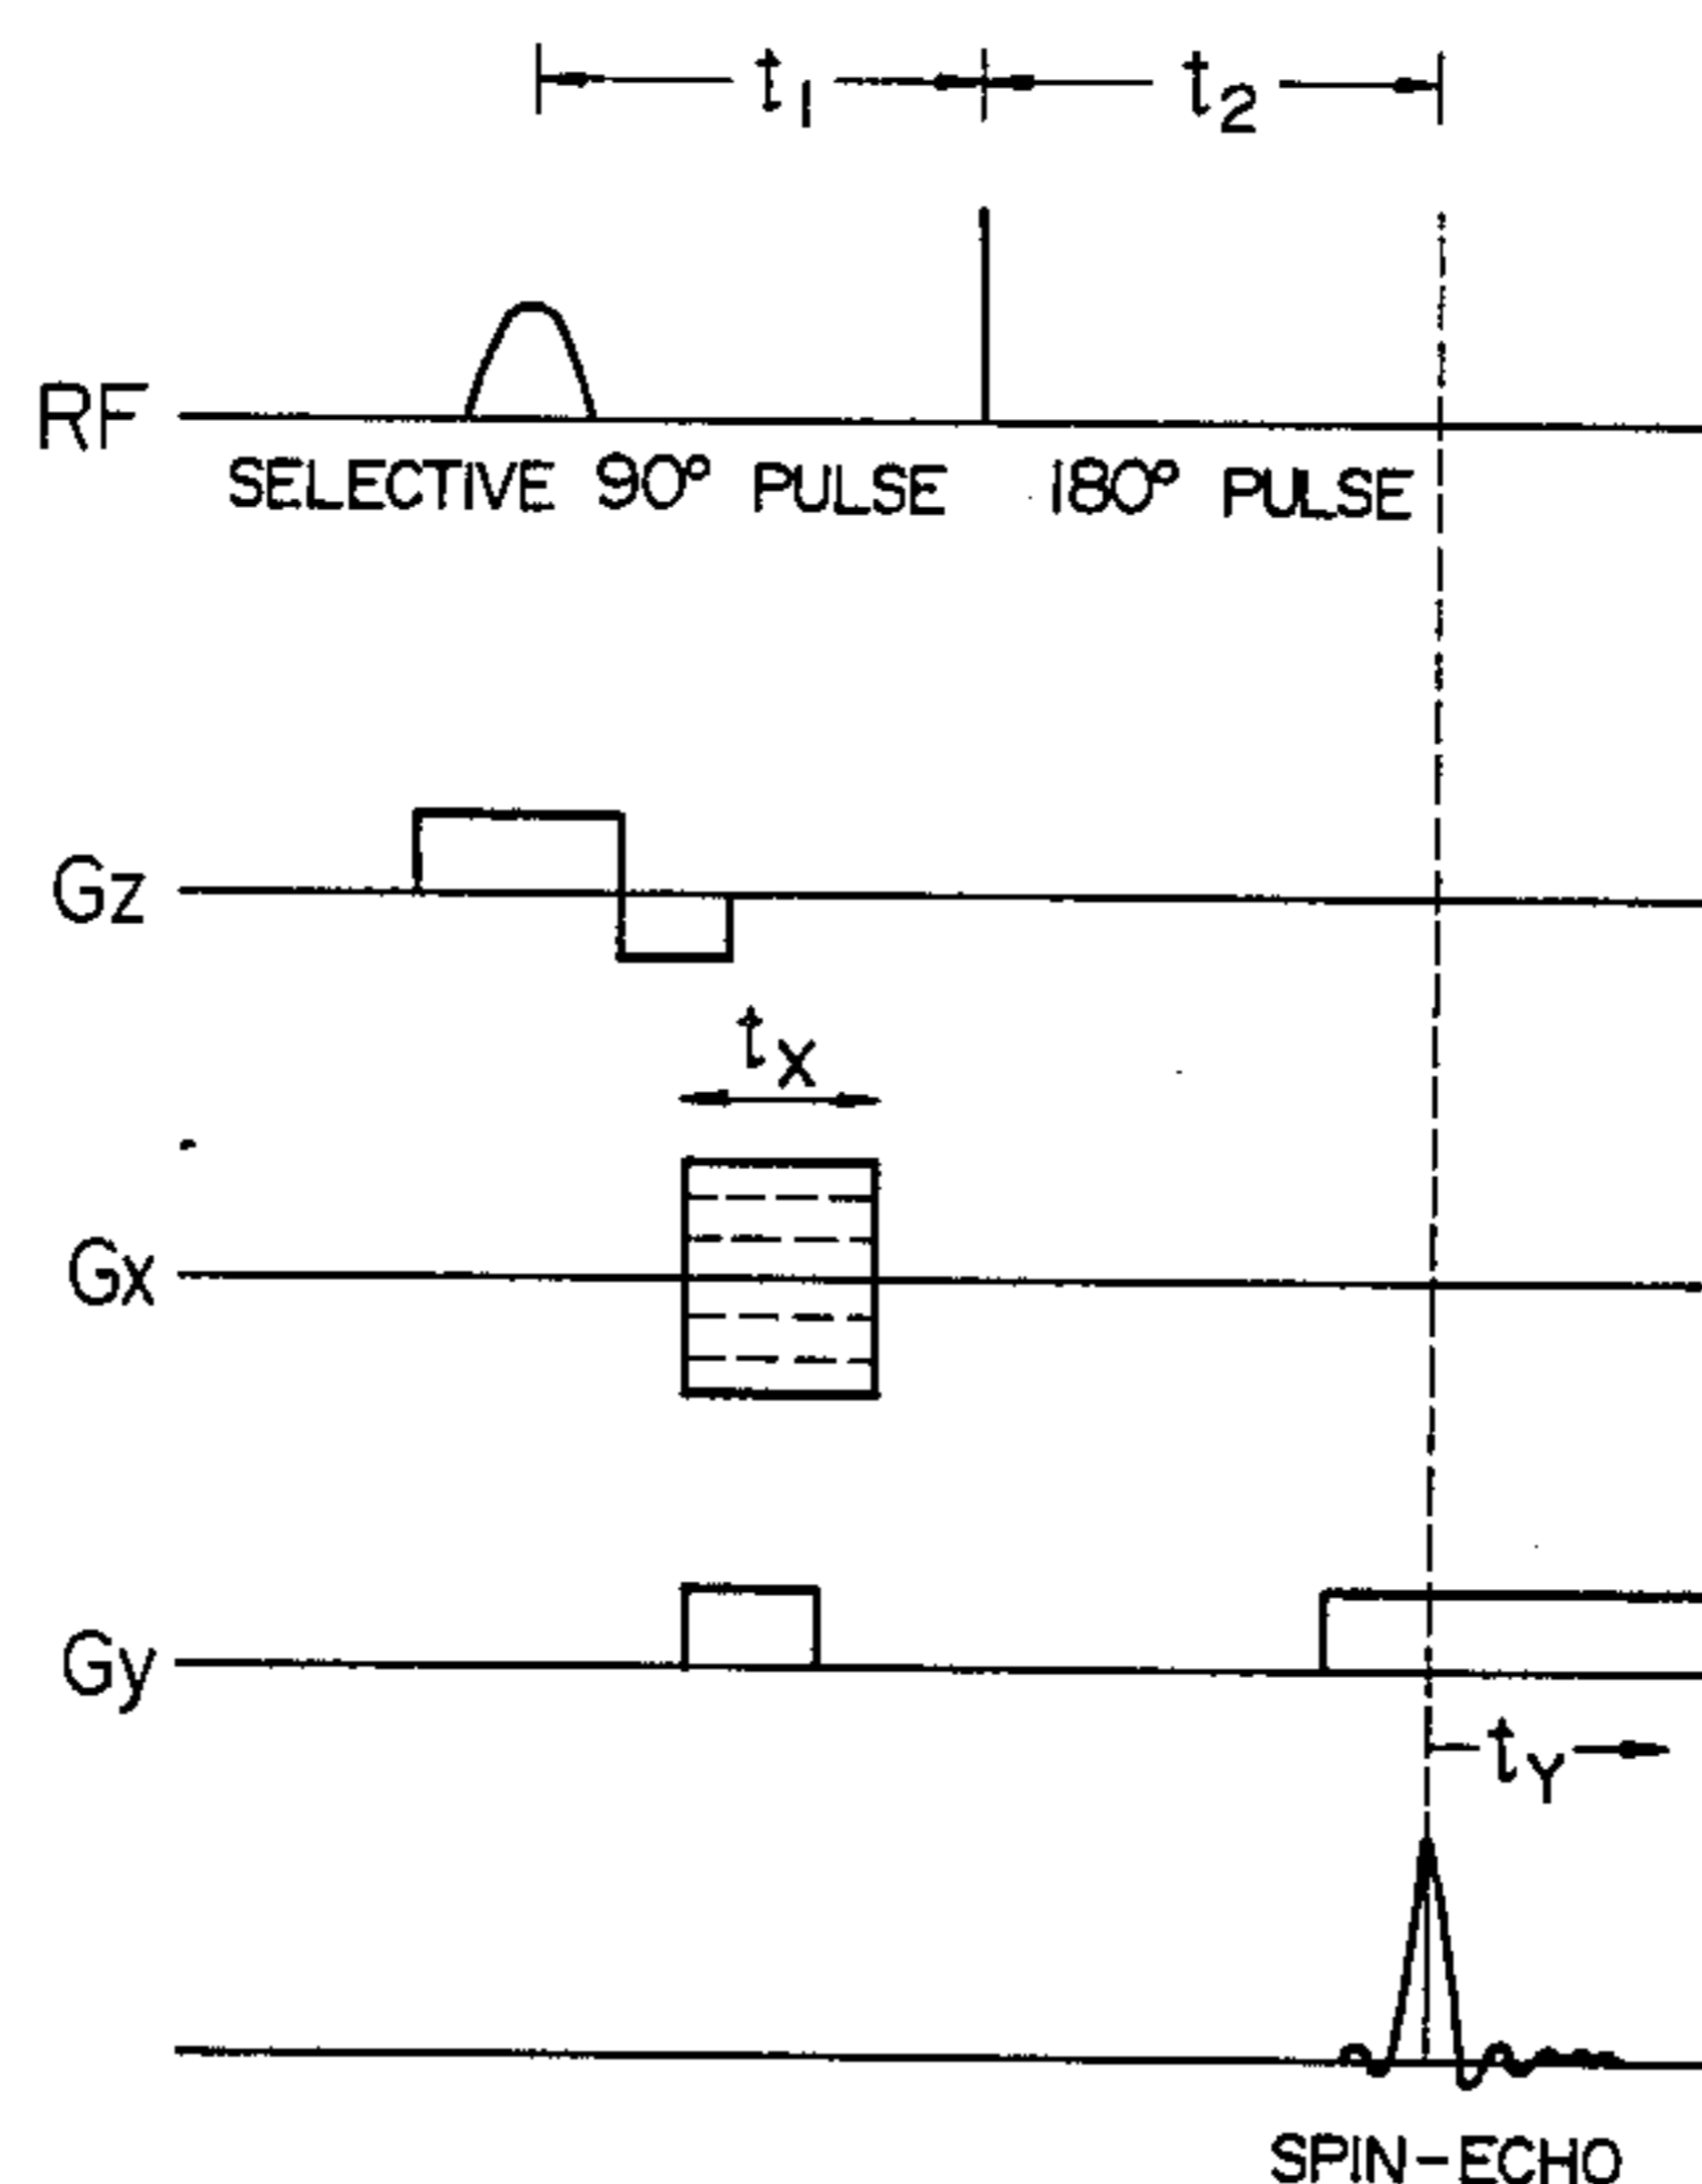 t1 t2
RF
SELECTIVE 90° PULSE 180° PULSE
Gz
tx
Gx
Gy
tY
SPIN-ECHO